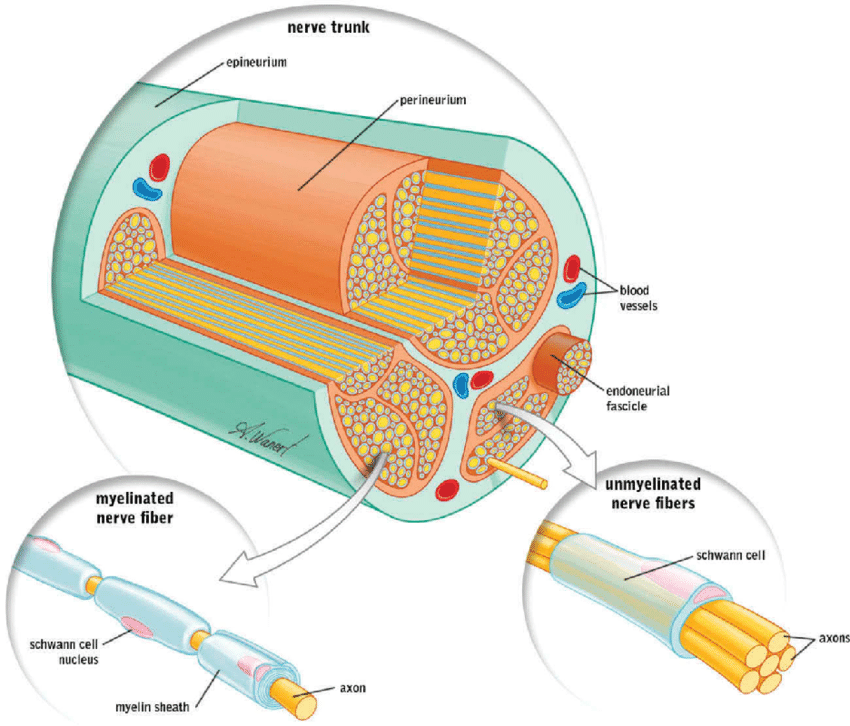 nerve trunk
epineurium
perineurium
blood
vessels
endoneurial
fascicle
A. Wanert
myelinated
nerve fiber
unmyelinated
nerve fibers
schwann cell
axons
schwann cell
nucleus
myelin sheath
axon